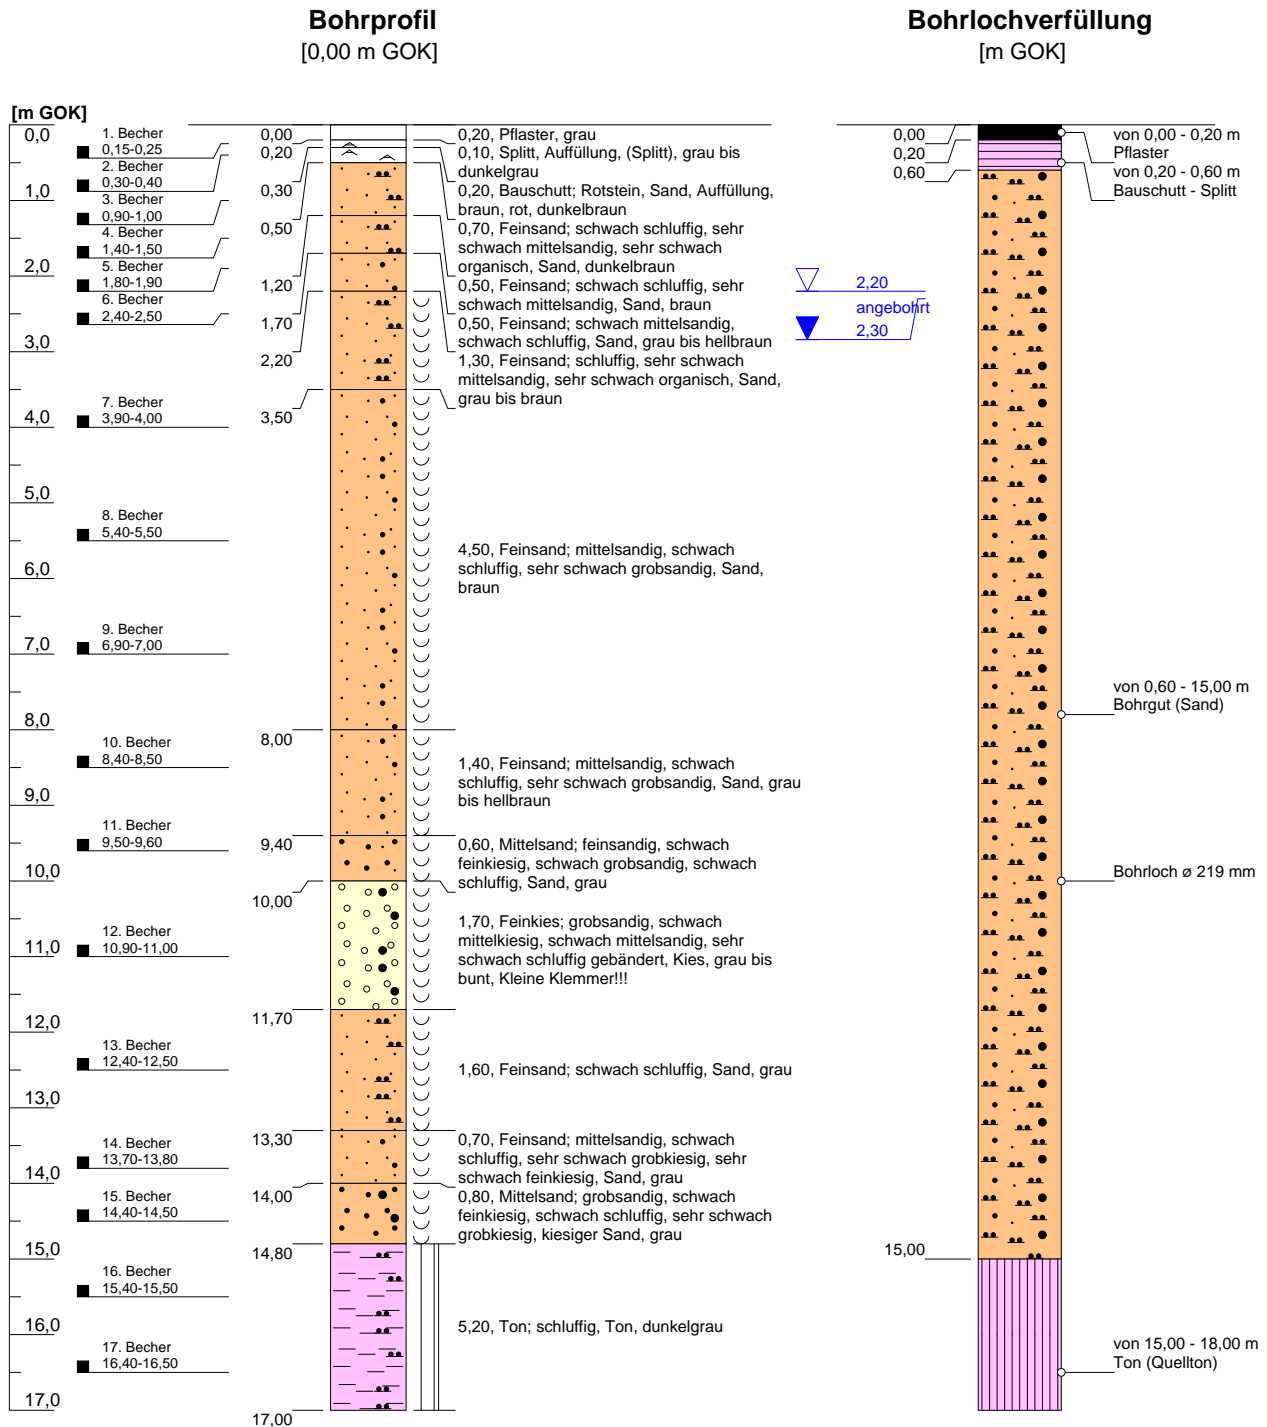 Bohrprofil
[0,00 m GOK]
Bohrlochverfüllung
[m GOK]
[m GOK]
0,0
1,0
2,0
3,0
4,0
5,0
6,0
7,0
8,0
9,0
10,0
11,0
12,0
13,0
14,0
15,0
16,0
17,0
1. Becher
0,15-0,25
2. Becher
0,30-0,40
3. Becher
0,90-1,00
4. Becher
1,40-1,50
5. Becher
1,80-1,90
6. Becher
2,40-2,50
7. Becher
3,90-4,00
8. Becher
5,40-5,50
9. Becher
6,90-7,00
10. Becher
8,40-8,50
11. Becher
9,50-9,60
12. Becher
10,90-11,00
13. Becher
12,40-12,50
14. Becher
13,70-13,80
15. Becher
14,40-14,50
16. Becher
15,40-15,50
17. Becher
16,40-16,50
0,00
0,20
0,30
0,50
1,20
1,70
2,20
3,50
8,00
9,40
10,00
11,70
13,30
14,00
14,80
17,00
0,20, Pflaster, grau
0,10, Splitt, Auffüllung, (Splitt), grau bis
dunkelgrau
0,20, Bauschutt; Rotstein, Sand, Auffüllung,
braun, rot, dunkelbraun
0,70, Feinsand; schwach schluffig, sehr
schwach mittelsandig, sehr schwach
organisch, Sand, dunkelbraun
0,50, Feinsand; schwach schluffig, sehr
schwach mittelsandig, Sand, braun
0,50, Feinsand; schwach mittelsandig,
schwach schluffig, Sand, grau bis hellbraun
1,30, Feinsand; schluffig, sehr schwach
mittelsandig, sehr schwach organisch, Sand,
grau bis braun
4,50, Feinsand; mittelsandig, schwach
schluffig, sehr schwach grobsandig, Sand,
braun
1,40, Feinsand; mittelsandig, schwach
schluffig, sehr schwach grobsandig, Sand, grau
bis hellbraun
0,60, Mittelsand; feinsandig, schwach
feinkiesig, schwach grobsandig, schwach
schluffig, Sand, grau
1,70, Feinkies; grobsandig, schwach
mittelkiesig, schwach mittelsandig, sehr
schwach schluffig gebändert, Kies, grau bis
bunt, Kleine Klemmer!!!
1,60, Feinsand; schwach schluffig, Sand, grau
0,70, Feinsand; mittelsandig, schwach
schluffig, sehr schwach grobkiesig, sehr
schwach feinkiesig, Sand, grau
0,80, Mittelsand; grobsandig, schwach
feinkiesig, schwach schluffig, sehr schwach
grobkiesig, kiesiger Sand, grau
5,20, Ton; schluffig, Ton, dunkelgrau
2,20
angebohrt
2,30
0,00
0,20
0,60
15,00
von 0,00 - 0,20 m
Pflaster
von 0,20 - 0,60 m
Bauschutt - Splitt
von 0,60 - 15,00 m
Bohrgut (Sand)
Bohrloch ø 219 mm
von 15,00 - 18,00 m
Ton (Quellton)